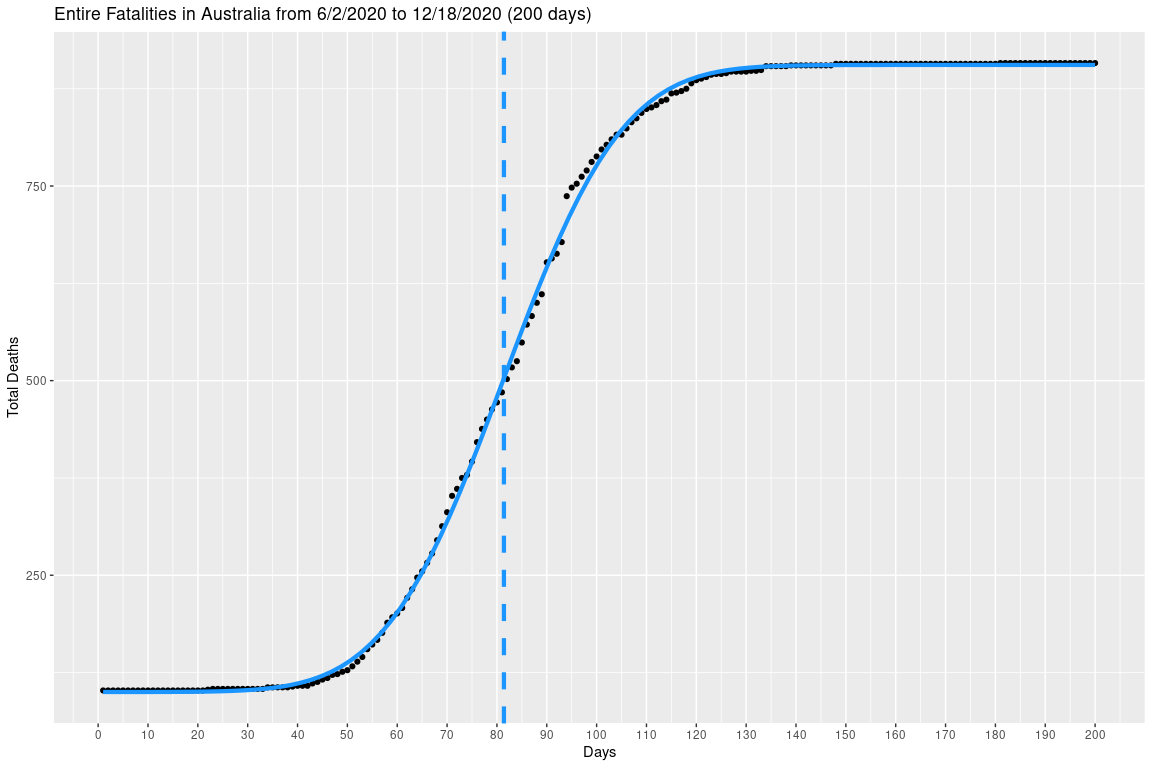 Entire Fatalities in Australia from 6/2/2020 to 12/18/2020 (200 days)
Total Deaths
750
500
250
0 10 20 30 40 50 60 70 80 90 100 110 120 130 140 150 160 170 180 190 200
Days